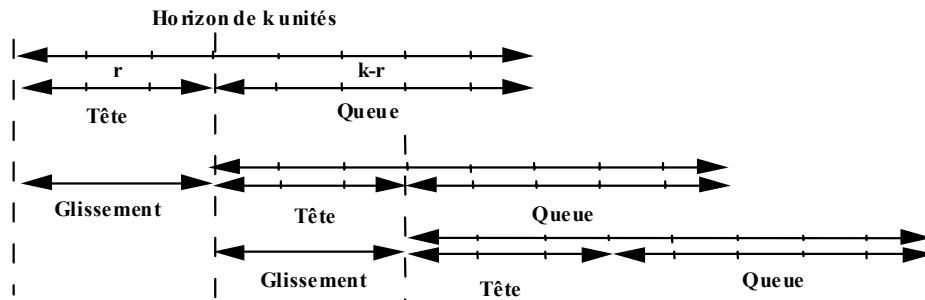 Horizon de k unités
r k-r
Tête Queue
Glissement Tête Queue
Glissement Tête Queue